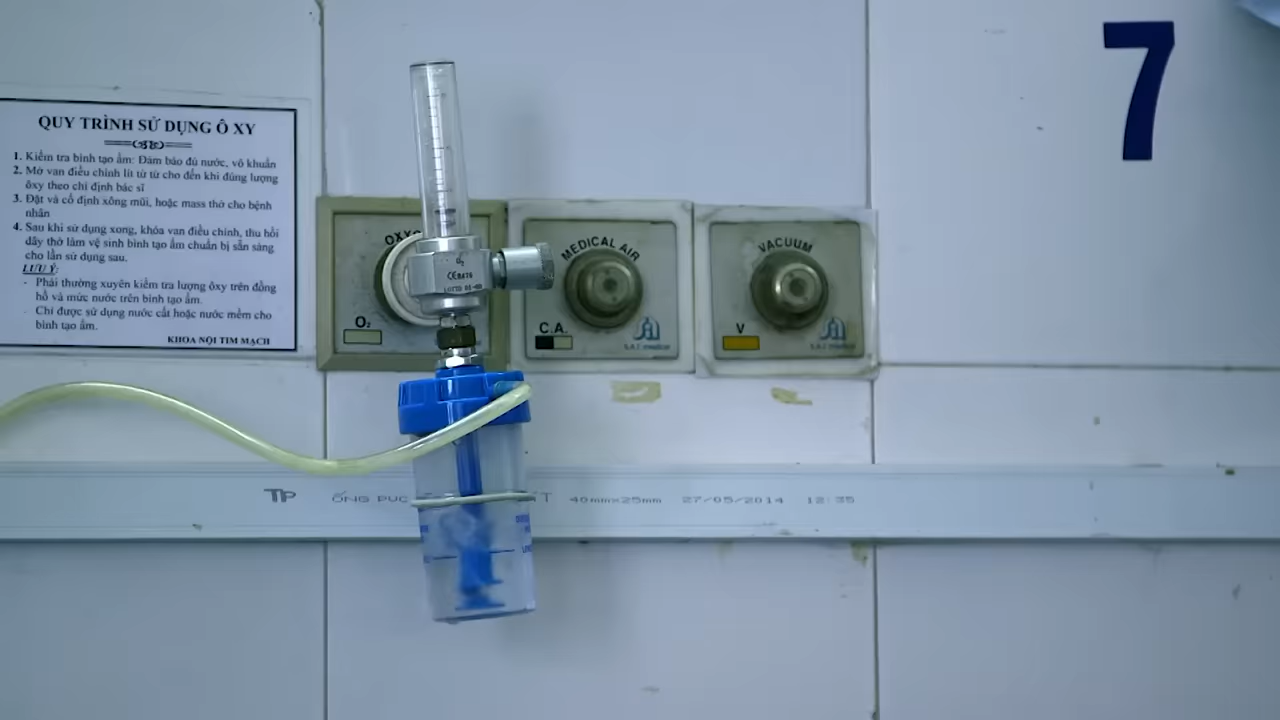 7
QUY TRÌNH SỬ DỤNG Ô XY
1. Kiểm tra bình tạo ẩm: Đảm bảo đủ nước, vô khuẩn
2. Mở van điều chỉnh lít từ từ cho đến khi đúng lượng
ôxy theo chỉ định bác sĩ
3. Đặt và cố định xông mũi, hoặc mass thở cho bệnh
nhân
4. Sau khi sử dụng xong, khóa van điều chỉnh, thu hồi
dây thở làm vệ sinh bình tạo ẩm chuẩn bị sẵn sàng
cho lần sử dụng sau.
LƯU Ý:
- Phải thường xuyên kiểm tra lượng ôxy trên đồng
hồ và mức nước trên bình tạo ẩm.
- Chỉ được sử dụng nước cất hoặc nước mềm cho
bình tạo ẩm.
KHOA NỘI TIM MẠCH
O₂
MEDICAL AIR
C.A.
VACUUM
V
TP ỐNG PVC 40mmx25mm 27/05/2014 12:35